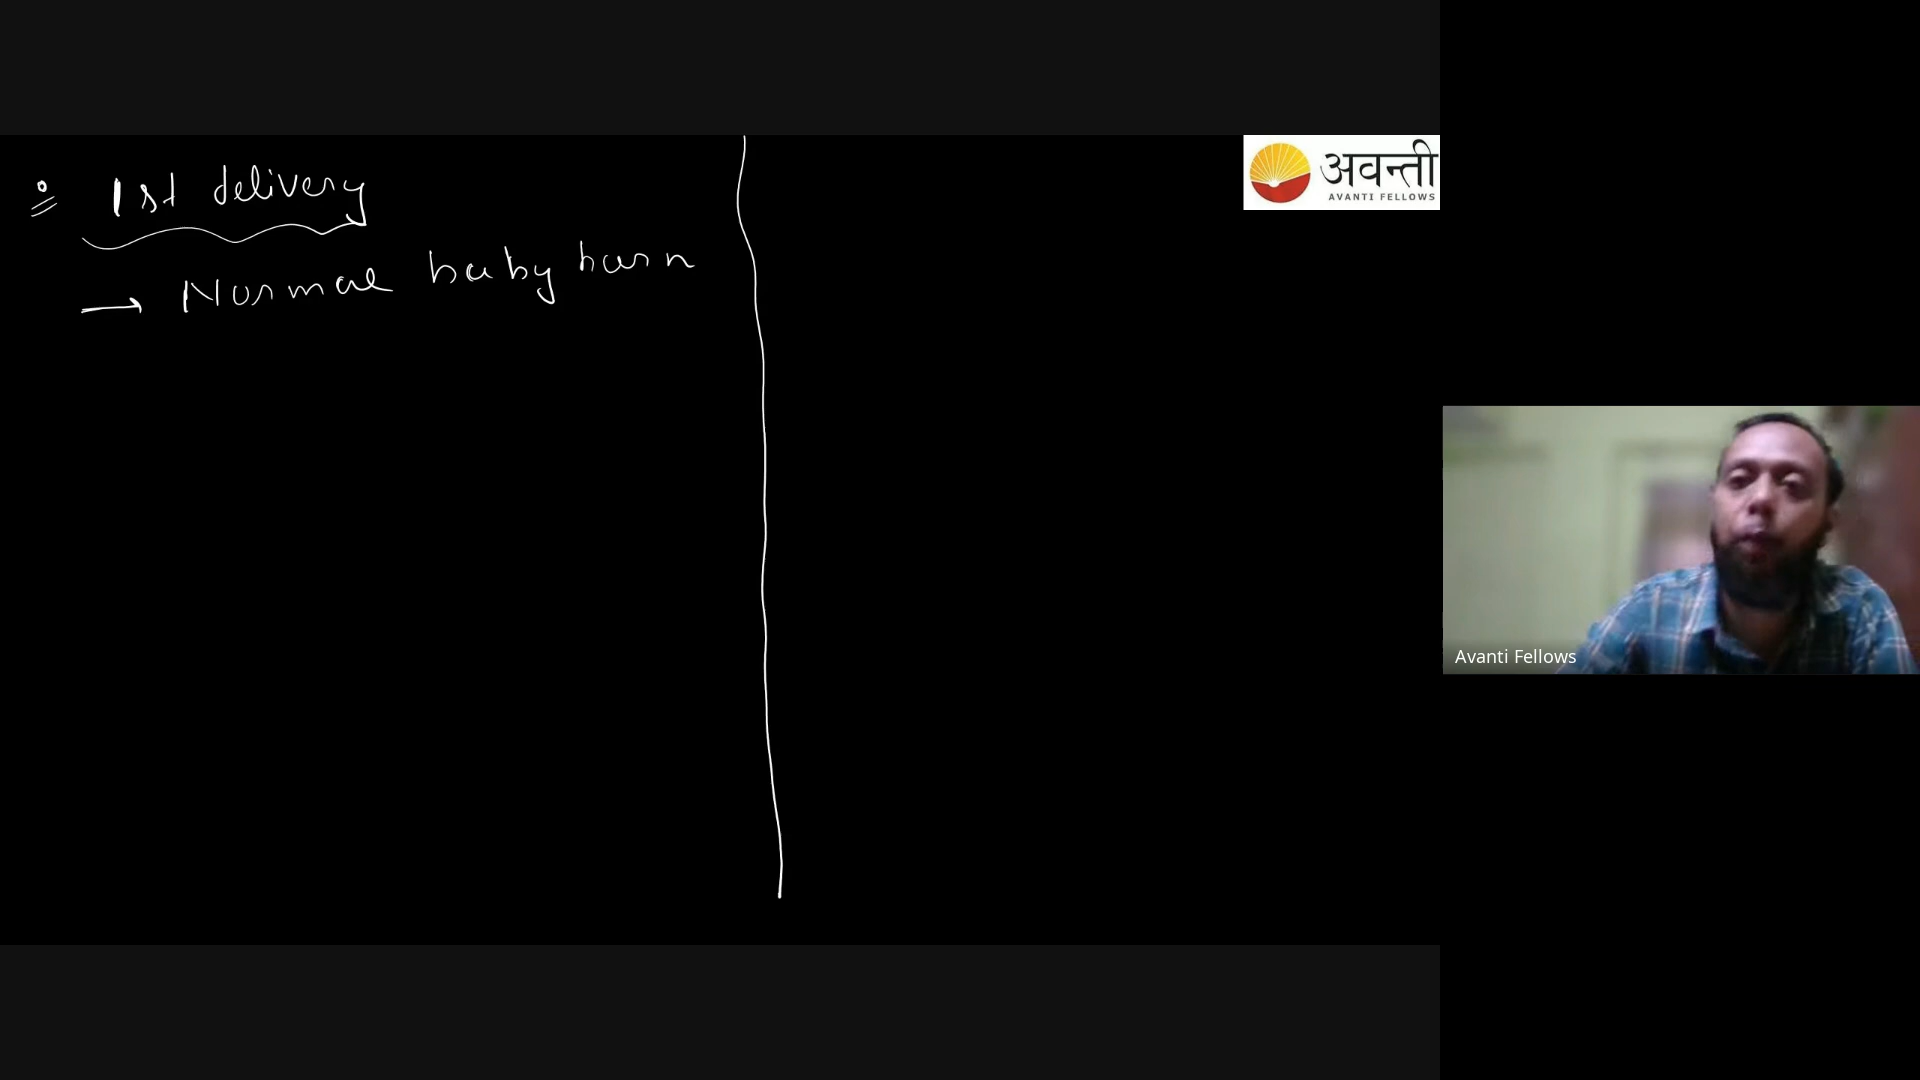 1st delivery
→ Normal baby born
अवन्ती
AVANTI FELLOWS
Avanti Fellows